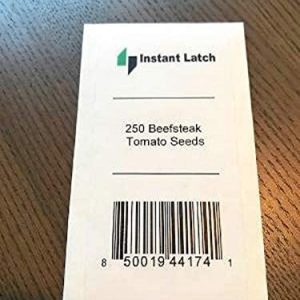 Instant Latch
250 Beefsteak
Tomato Seeds
8 50019 44174 1